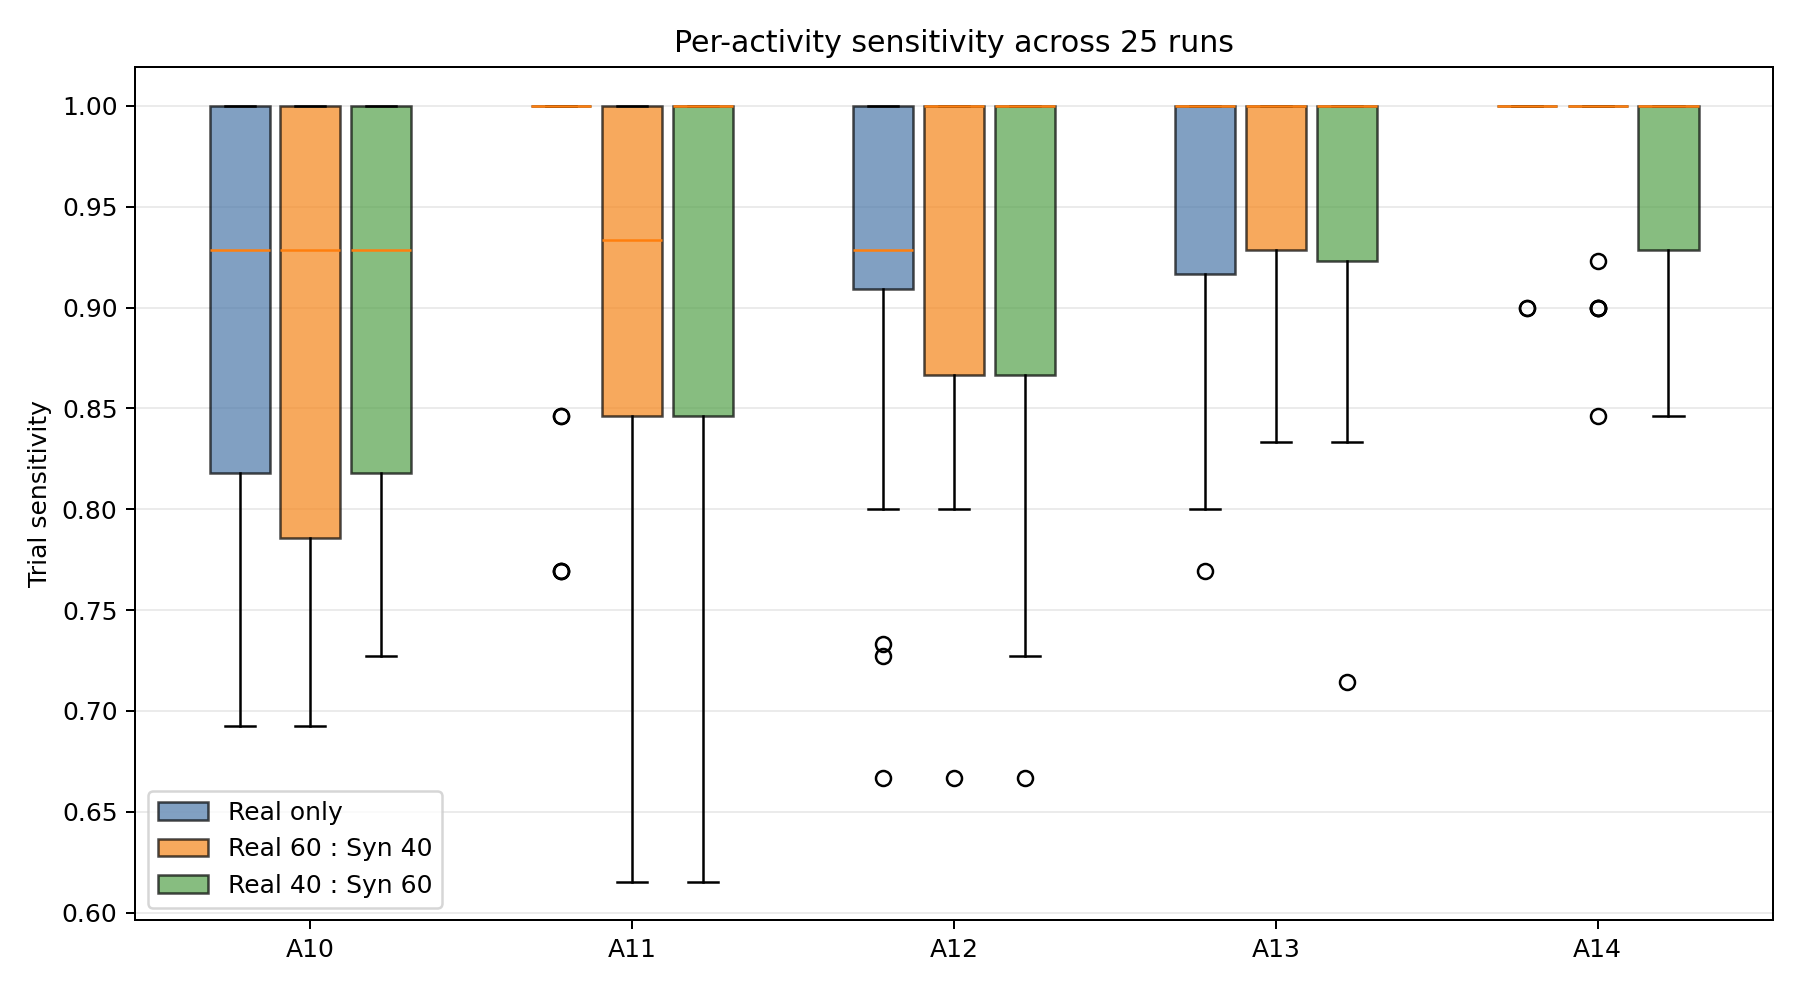 Per-activity sensitivity across 25 runs
Trial sensitivity
1.00
0.95
0.90
0.85
0.80
0.75
0.70
0.65
0.60
Real only
Real 60 : Syn 40
Real 40 : Syn 60
A10
A11
A12
A13
A14